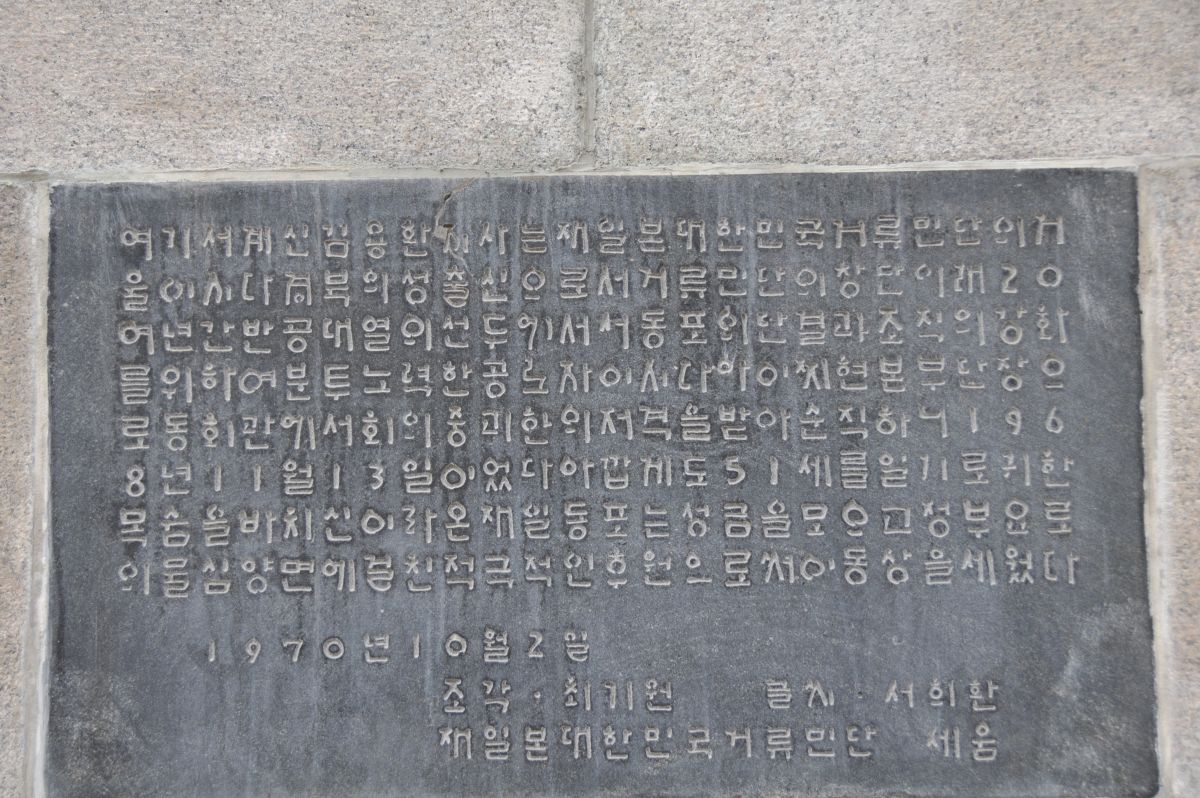 여기서계신김용환지사는재일본대한민국거류민단의거
울이시다경북의성출신으로서거류민단의창단이래20
여년간반공대열의선두에서서동포의단결과조직의강화
를위하여분투노력한공로자이시다아이찌현본부단장으
로동회관에서회의중괴한의저격을받아순직하니196
8년11월13일이었다아깝게도51세를일기로귀한
목숨을바치신이라온재일동포는성금을모으고정부요로
의물심양면에걸친적극적인후원으로써이동상을세웠다
1970년10월2일
조각·최기원 글씨·서희환
재일본대한민국거류민단 세움